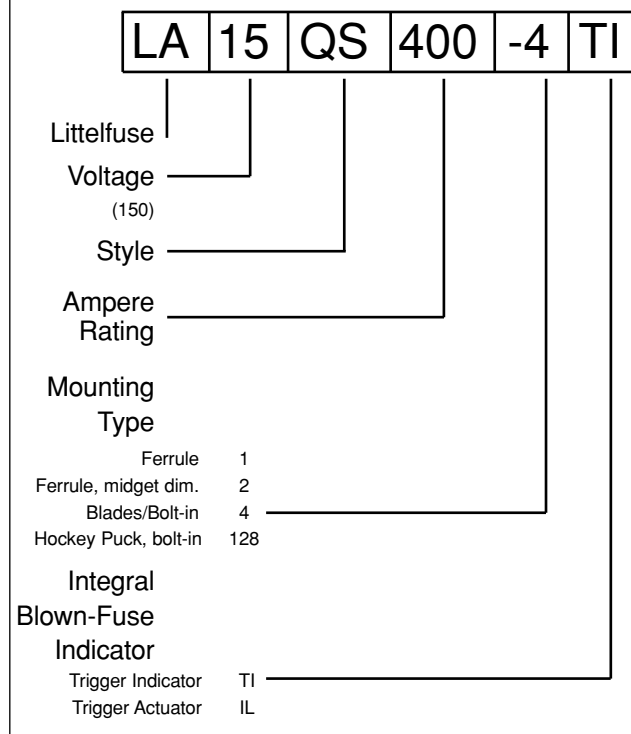 LA 15 QS 400 -4 TI
Littelfuse
Voltage
(150)
Style
Ampere
Rating
Mounting
Type
Ferrule 1
Ferrule, midget dim. 2
Blades/Bolt-in 4
Hockey Puck, bolt-in 128
Integral
Blown-Fuse
Indicator
Trigger Indicator TI
Trigger Actuator IL